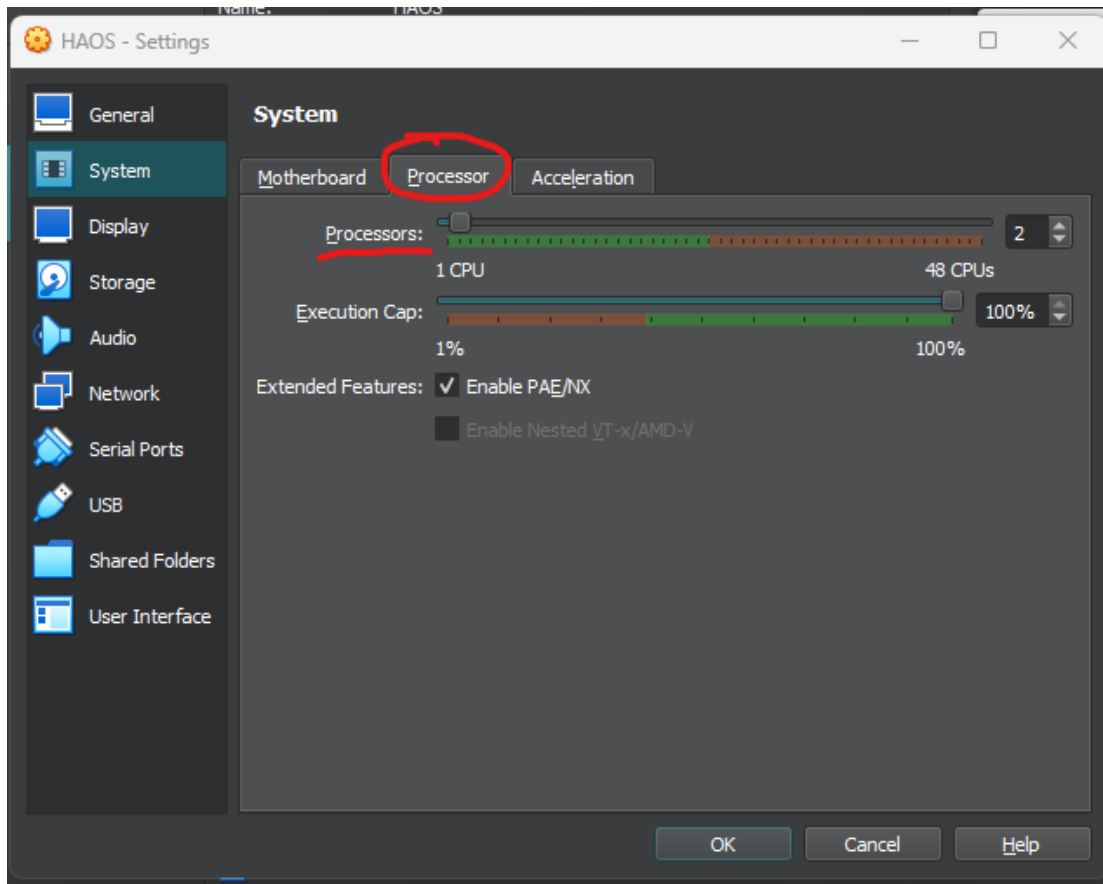 Name: HAOS
HAOS - Settings
General
System
Display
Storage
Audio
Network
Serial Ports
USB
Shared Folders
User Interface
System
Motherboard Processor Acceleration
Processors: 2
1 CPU 48 CPUs
Execution Cap: 100%
1% 100%
Extended Features: Enable PAE/NX
Enable Nested VT-x/AMD-V
OK Cancel Help